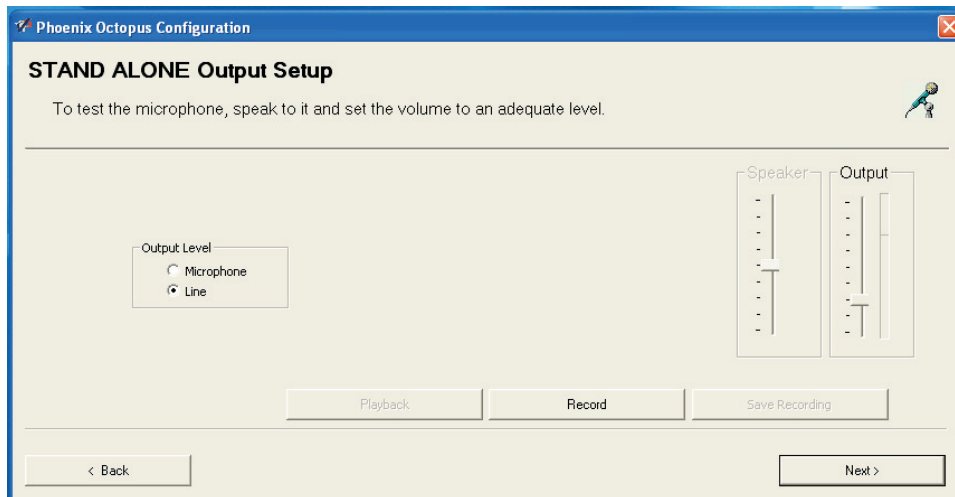 Phoenix Octopus Configuration
STAND ALONE Output Setup
To test the microphone, speak to it and set the volume to an adequate level.
Speaker
Output
Output Level
Microphone
Line
Playback
Record
Save Recording
< Back
Next >